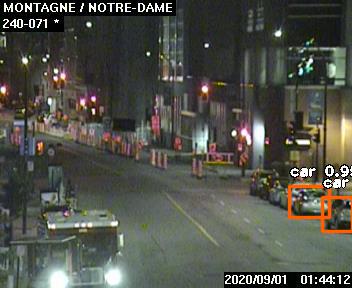 MONTAGNE / NOTRE-DAME
240-071 *
car 0.95
car
2020/09/01 01:44:12